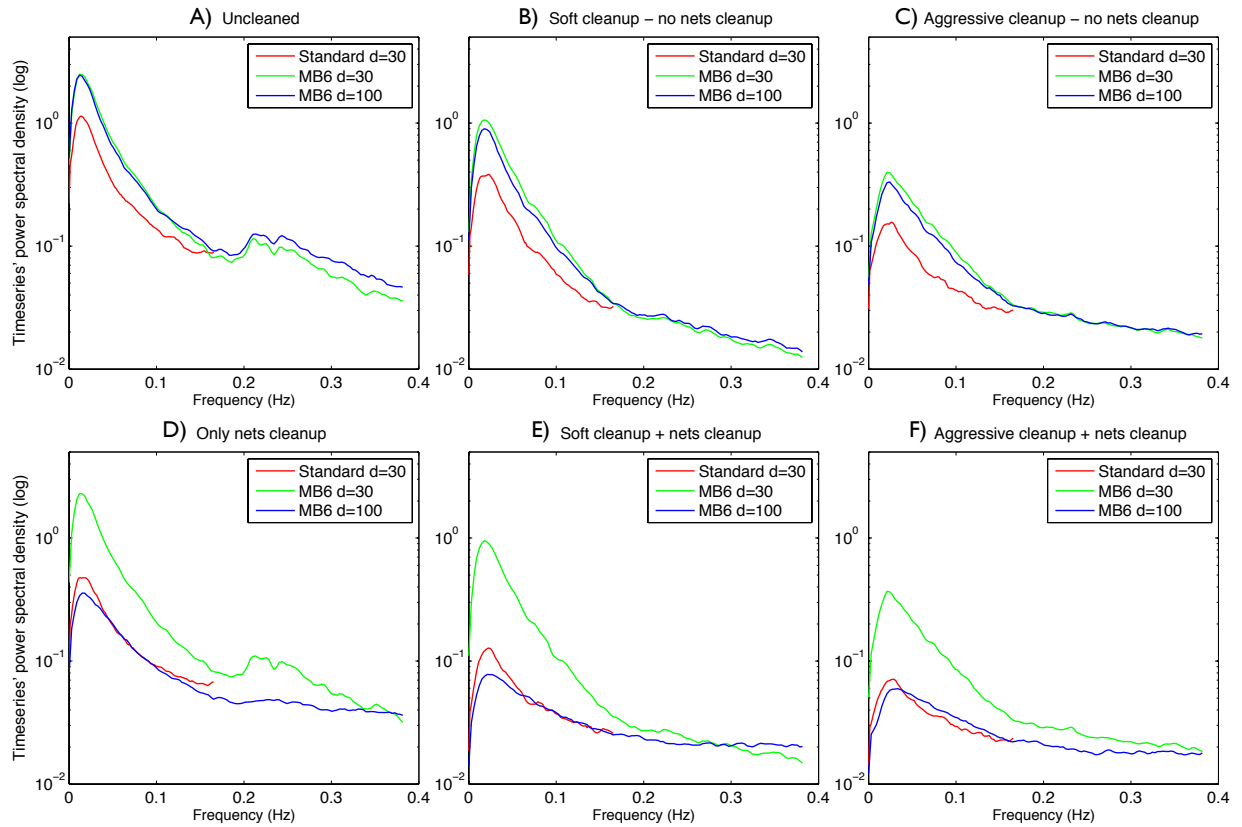 A) Uncleaned
Timeseries' power spectral density (log)
10^0
10^-1
10^-2
0 0.1 0.2 0.3 0.4
Frequency (Hz)
Standard d=30
MB6 d=30
MB6 d=100
B) Soft cleanup – no nets cleanup
10^0
10^-1
10^-2
0 0.1 0.2 0.3 0.4
Frequency (Hz)
Standard d=30
MB6 d=30
MB6 d=100
C) Aggressive cleanup – no nets cleanup
10^0
10^-1
10^-2
0 0.1 0.2 0.3 0.4
Frequency (Hz)
Standard d=30
MB6 d=30
MB6 d=100
D) Only nets cleanup
Timeseries' power spectral density (log)
10^0
10^-1
10^-2
0 0.1 0.2 0.3 0.4
Frequency (Hz)
Standard d=30
MB6 d=30
MB6 d=100
E) Soft cleanup + nets cleanup
10^0
10^-1
10^-2
0 0.1 0.2 0.3 0.4
Frequency (Hz)
Standard d=30
MB6 d=30
MB6 d=100
F) Aggressive cleanup + nets cleanup
10^0
10^-1
10^-2
0 0.1 0.2 0.3 0.4
Frequency (Hz)
Standard d=30
MB6 d=30
MB6 d=100